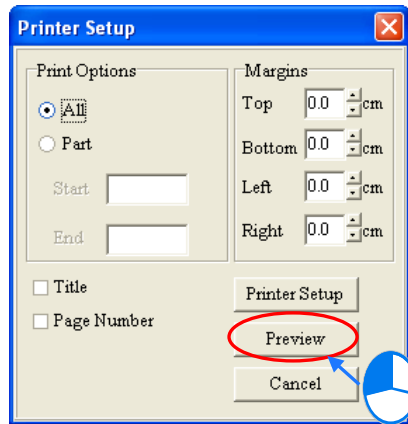 Printer Setup
Print Options
All
Part
Start
End
Margins
Top 0.0 cm
Bottom 0.0 cm
Left 0.0 cm
Right 0.0 cm
Title
Page Number
Printer Setup
Preview
Cancel